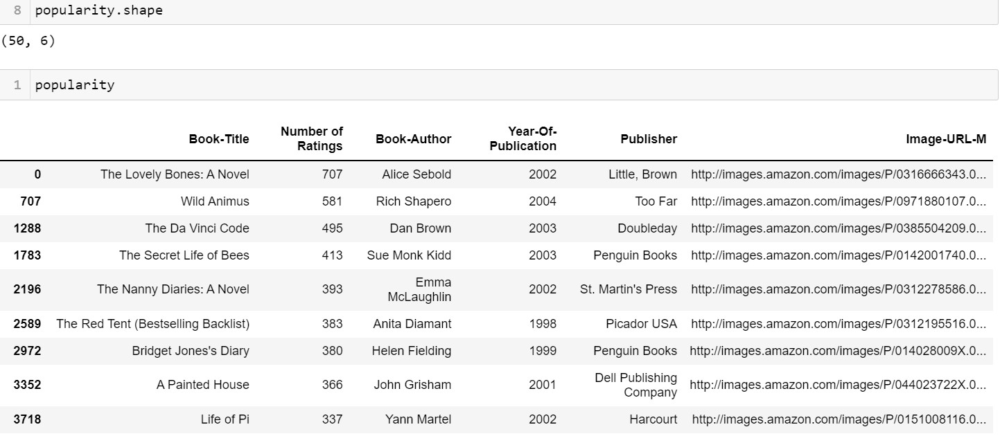 8 popularity.shape
(50, 6)
1 popularity
Book-Title Number of Ratings Book-Author Year-Of-Publication Publisher Image-URL-M
0 The Lovely Bones: A Novel 707 Alice Sebold 2002 Little, Brown http://images.amazon.com/images/P/0316666343.0...
707 Wild Animus 581 Rich Shapero 2004 Too Far http://images.amazon.com/images/P/0971880107.0...
1288 The Da Vinci Code 495 Dan Brown 2003 Doubleday http://images.amazon.com/images/P/0385504209.0...
1783 The Secret Life of Bees 413 Sue Monk Kidd 2003 Penguin Books http://images.amazon.com/images/P/0142001740.0...
2196 The Nanny Diaries: A Novel 393 Emma McLaughlin 2002 St. Martin's Press http://images.amazon.com/images/P/0312278586.0...
2589 The Red Tent (Bestselling Backlist) 383 Anita Diamant 1998 Picador USA http://images.amazon.com/images/P/0312195516.0...
2972 Bridget Jones's Diary 380 Helen Fielding 1999 Penguin Books http://images.amazon.com/images/P/014028009X.0...
3352 A Painted House 366 John Grisham 2001 Dell Publishing Company http://images.amazon.com/images/P/044023722X.0...
3718 Life of Pi 337 Yann Martel 2002 Harcourt http://images.amazon.com/images/P/0151008116.0...